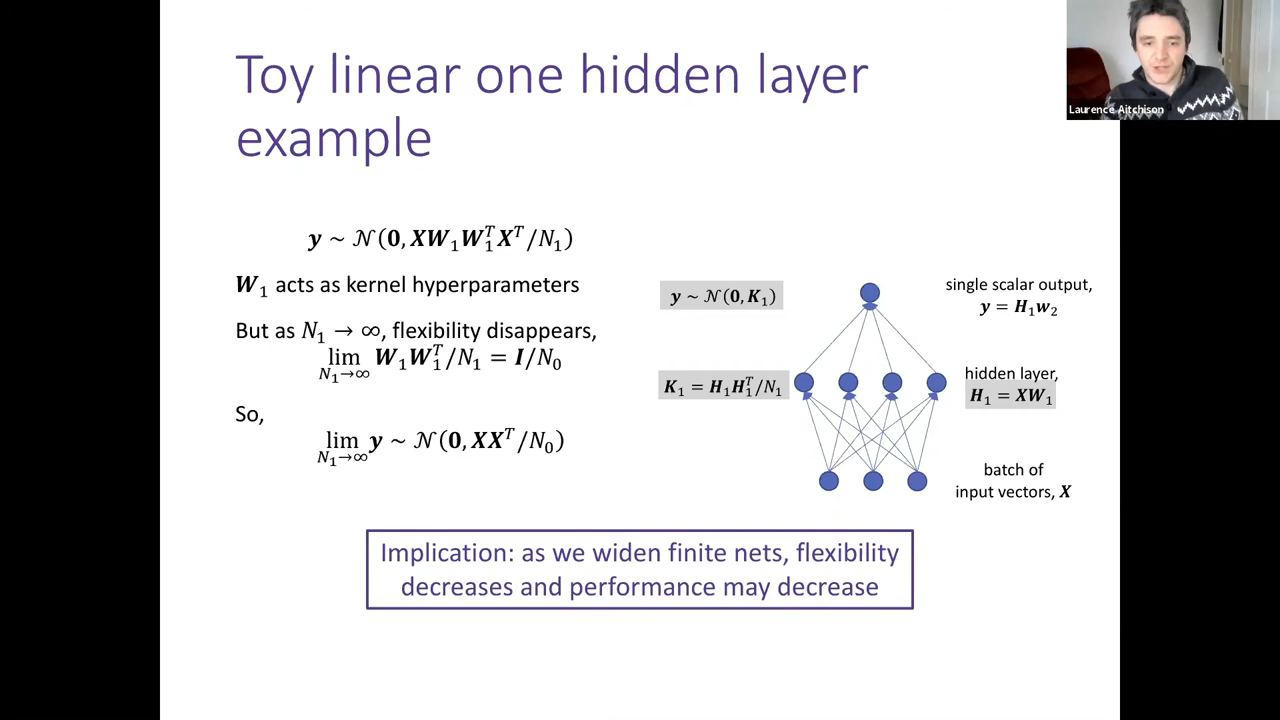 Toy linear one hidden layer
example
Laurence Aitchison
𝒚 ~ 𝒩(𝟎, 𝑿𝑾₁𝑾₁ᵀ𝑿ᵀ/N₁)
𝑾₁ acts as kernel hyperparameters
But as N₁ → ∞, flexibility disappears,
lim 𝑾₁𝑾₁ᵀ/N₁ = 𝑰/N₀
N₁→∞
So,
lim 𝒚 ~ 𝒩(𝟎, 𝑿𝑿ᵀ/N₀)
N₁→∞
𝒚 ~ 𝒩(𝟎, 𝑲₁)
single scalar output,
𝒚 = 𝑯₁𝒘₂
𝑲₁ = 𝑯₁𝑯₁ᵀ/N₁
hidden layer,
𝑯₁ = 𝑿𝑾₁
batch of
input vectors, 𝑿
Implication: as we widen finite nets, flexibility
decreases and performance may decrease